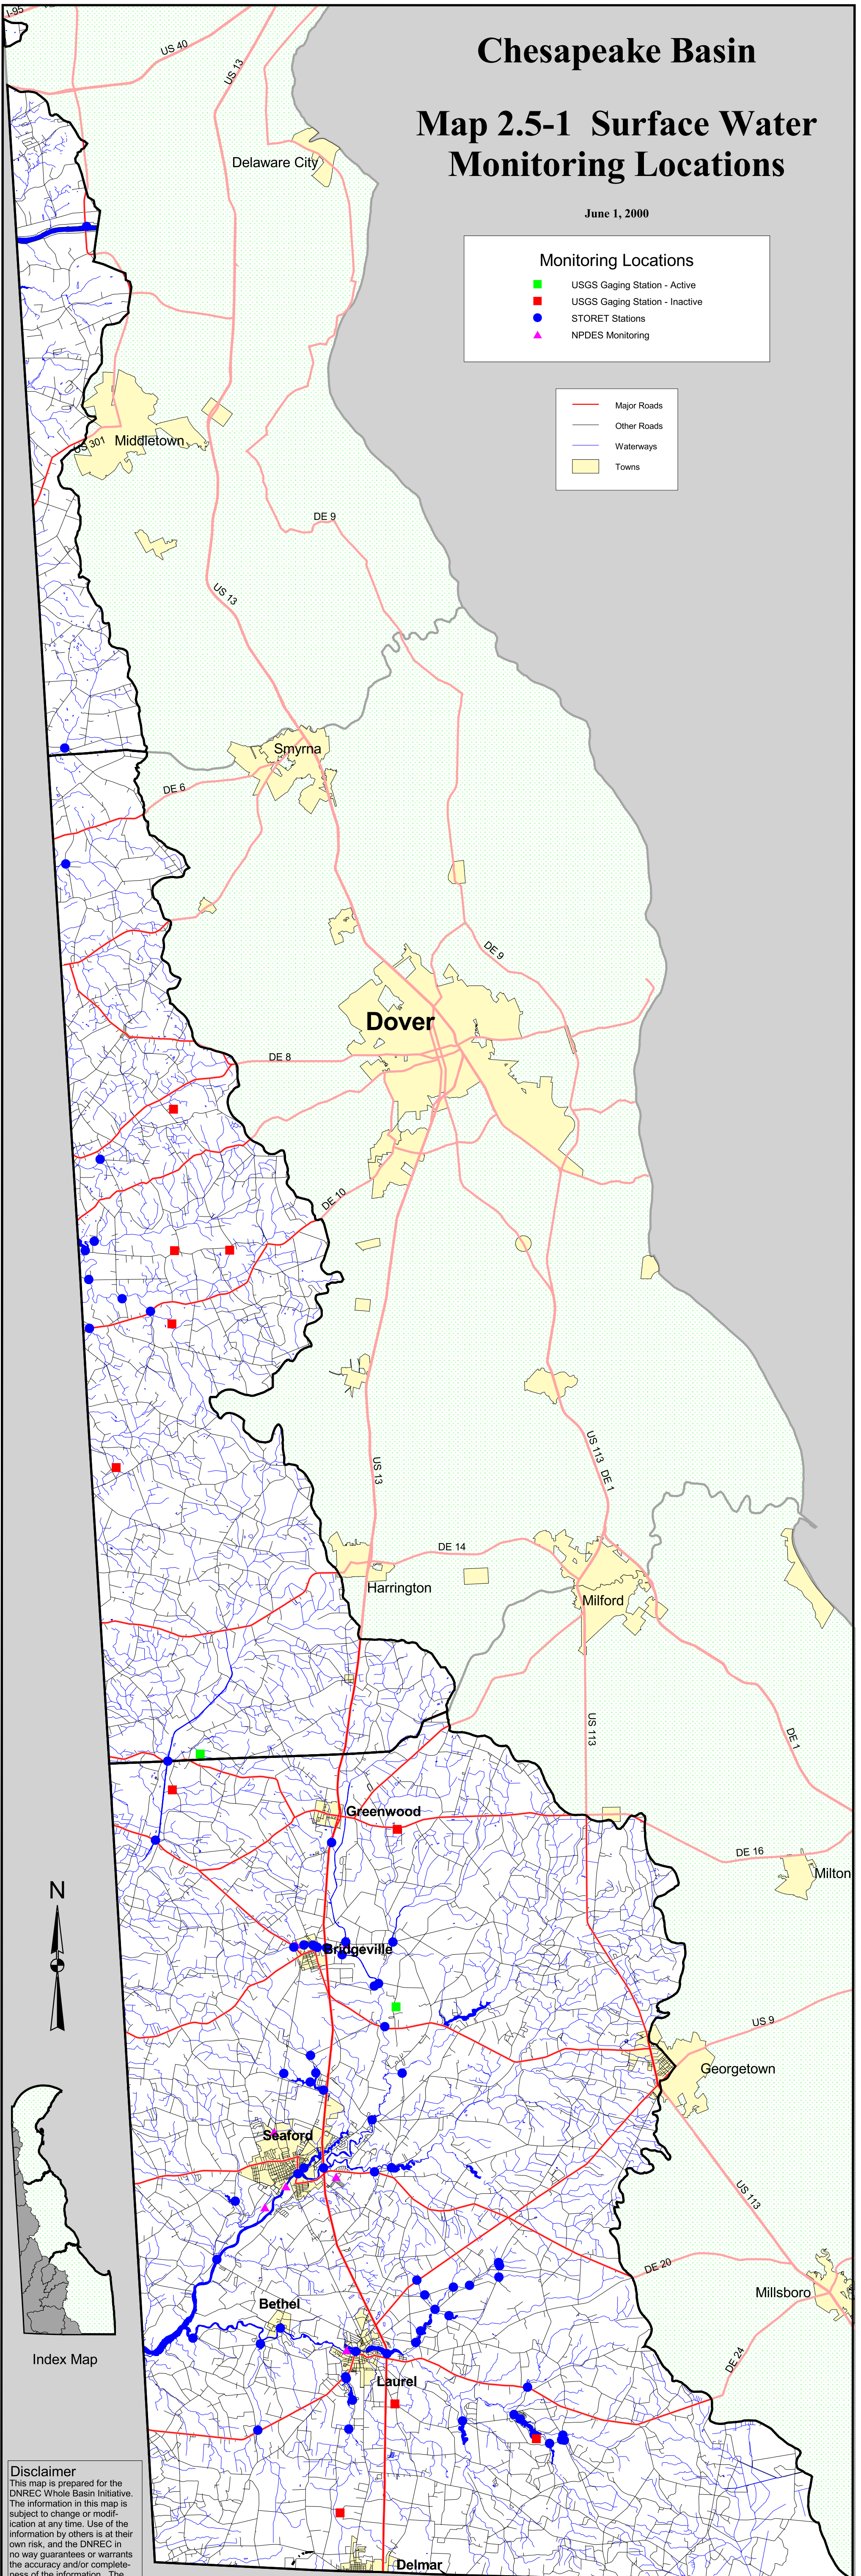 Chesapeake Basin
Map 2.5-1 Surface Water
Monitoring Locations
June 1, 2000
Monitoring Locations
USGS Gaging Station - Active
USGS Gaging Station - Inactive
STORET Stations
NPDES Monitoring
Major Roads
Other Roads
Waterways
Towns
I-95
US 40
US 13
Delaware City
US 301
Middletown
DE 9
US 13
Smyrna
DE 6
DE 9
Dover
DE 8
DE 10
US 113
DE 1
US 13
DE 14
Harrington
Milford
US 113
DE 1
Greenwood
DE 16
Milton
N
Bridgeville
US 9
Georgetown
Seaford
US 113
DE 20
Millsboro
Bethel
DE 24
Index Map
Laurel
Disclaimer
This map is prepared for the
DNREC Whole Basin Initiative.
The information in this map is
subject to change or modif-
ication at any time. Use of the
information by others is at their
own risk, and the DNREC in
no way guarantees or warrants
the accuracy and/or complete-
ness of the information. The
Delmar